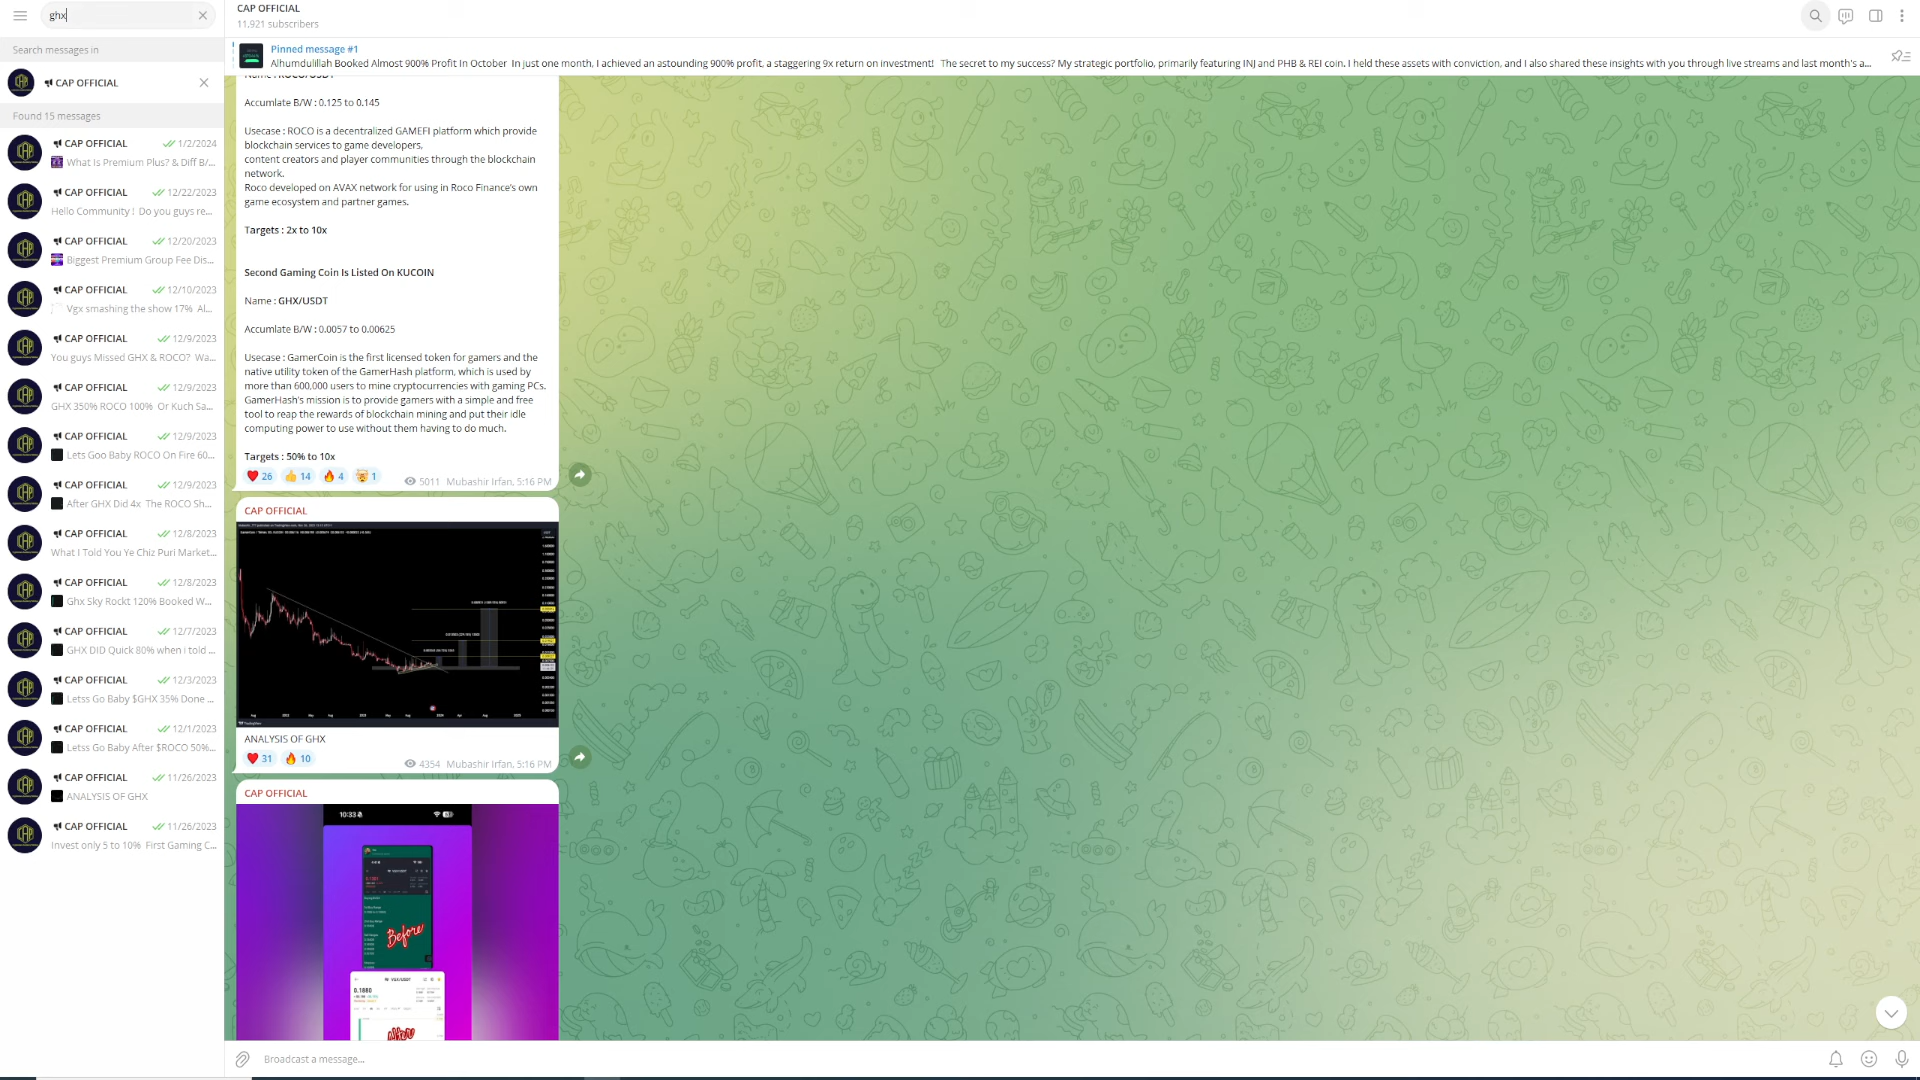 ghx
Search messages in
CAP OFFICIAL
Found 15 messages
CAP OFFICIAL 1/2/2024
What Is Premium Plus? & Diff B/...
CAP OFFICIAL 12/22/2023
Hello Community ! Do you guys re...
CAP OFFICIAL 12/20/2023
Biggest Premium Group Fee Dis...
CAP OFFICIAL 12/10/2023
Vgx smashing the show 17% Al...
CAP OFFICIAL 12/9/2023
You guys Missed GHX & ROCO? Wa...
CAP OFFICIAL 12/9/2023
GHX 350% ROCO 100% Or Kuch Sa...
CAP OFFICIAL 12/9/2023
Lets Goo Baby ROCO On Fire 60...
CAP OFFICIAL 12/9/2023
After GHX Did 4x The ROCO Sh...
CAP OFFICIAL 12/8/2023
What I Told You Ye Chiz Puri Market...
CAP OFFICIAL 12/8/2023
Ghx Sky Rockt 120% Booked W...
CAP OFFICIAL 12/7/2023
GHX DID Quick 80% when i told ...
CAP OFFICIAL 12/3/2023
Letss Go Baby $GHX 35% Done ...
CAP OFFICIAL 12/1/2023
Letss Go Baby After $ROCO 50%...
CAP OFFICIAL 11/26/2023
ANALYSIS OF GHX
CAP OFFICIAL 11/26/2023
Invest only 5 to 10% First Gaming C...
CAP OFFICIAL
11,921 subscribers
Pinned message #1
Alhumdulillah Booked Almost 900% Profit In October In just one month, I achieved an astounding 900% profit, a staggering 9x return on investment! The secret to my success? My strategic portfolio, primarily featuring INJ and PHB & REI coin. I held these assets with conviction, and I also shared these insights with you through live streams and last month's a...
Name : ROCO/USDT
Accumlate B/W : 0.125 to 0.145
Usecase : ROCO is a decentralized GAMEFI platform which provide
blockchain services to game developers,
content creators and player communities through the blockchain
network.
Roco developed on AVAX network for using in Roco Finance's own
game ecosystem and partner games.
Targets : 2x to 10x
Second Gaming Coin Is Listed On KUCOIN
Name : GHX/USDT
Accumlate B/W : 0.0057 to 0.00625
Usecase : GamerCoin is the first licensed token for gamers and the
native utility token of the GamerHash platform, which is used by
more than 600,000 users to mine cryptocurrencies with gaming PCs.
GamerHash's mission is to provide gamers with a simple and free
tool to reap the rewards of blockchain mining and put their idle
computing power to use without them having to do much.
Targets : 50% to 10x
26 14 4 1 5011 Mubashir Irfan, 5:16 PM
CAP OFFICIAL
ANALYSIS OF GHX
31 10 4354 Mubashir Irfan, 5:16 PM
CAP OFFICIAL
10:33
Before
0.1880
After
Broadcast a message...